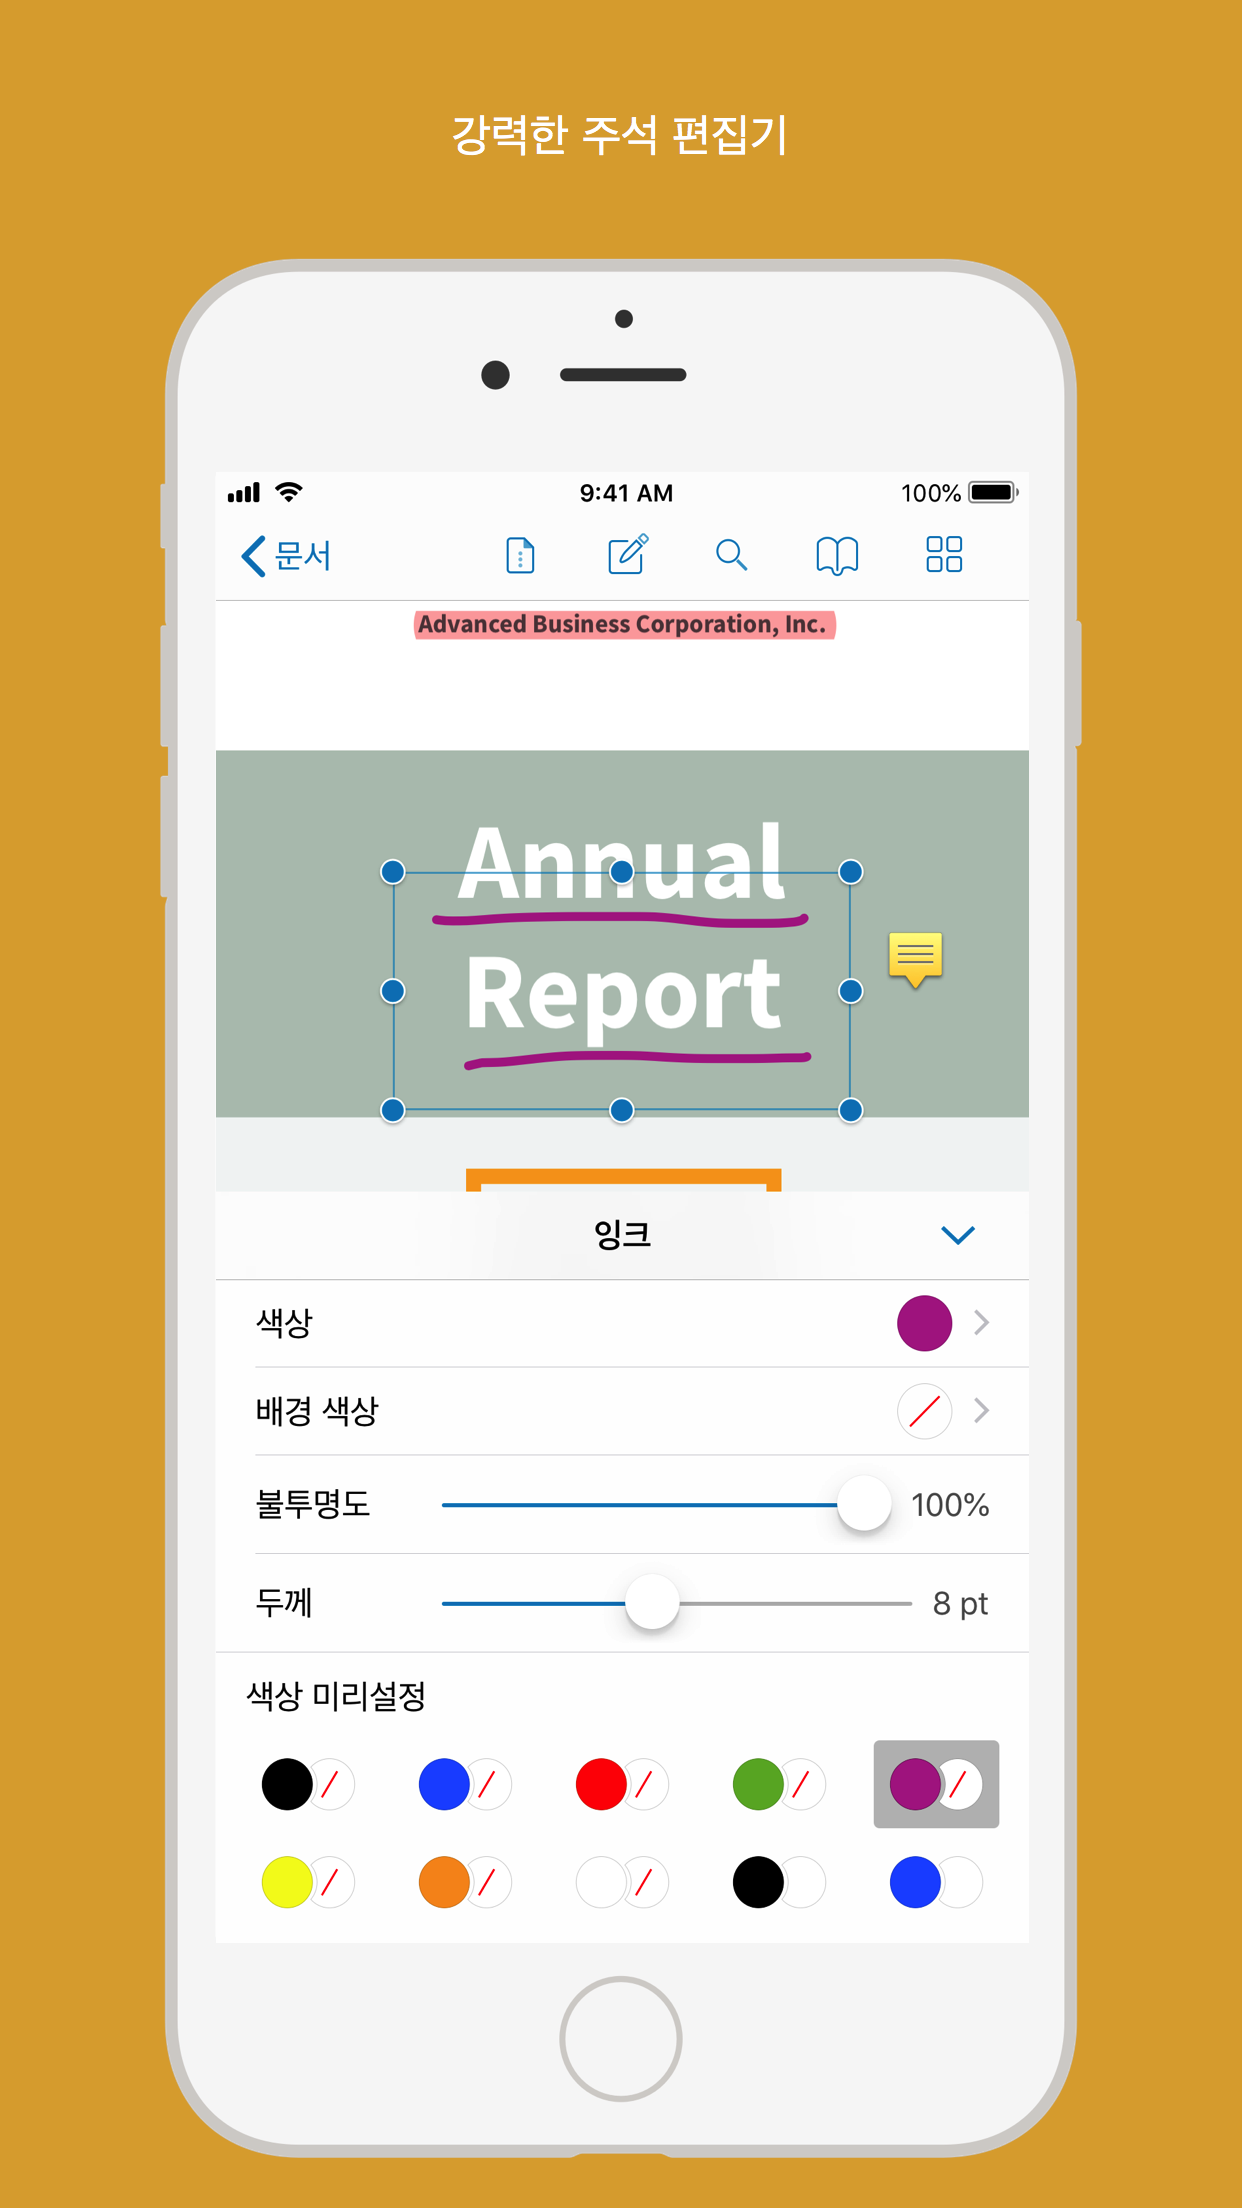 강력한 주석 편집기
9:41 AM
100%
문서
Advanced Business Corporation, Inc.
Annual
Report
잉크
색상
배경 색상
불투명도
100%
두께
8 pt
색상 미리설정